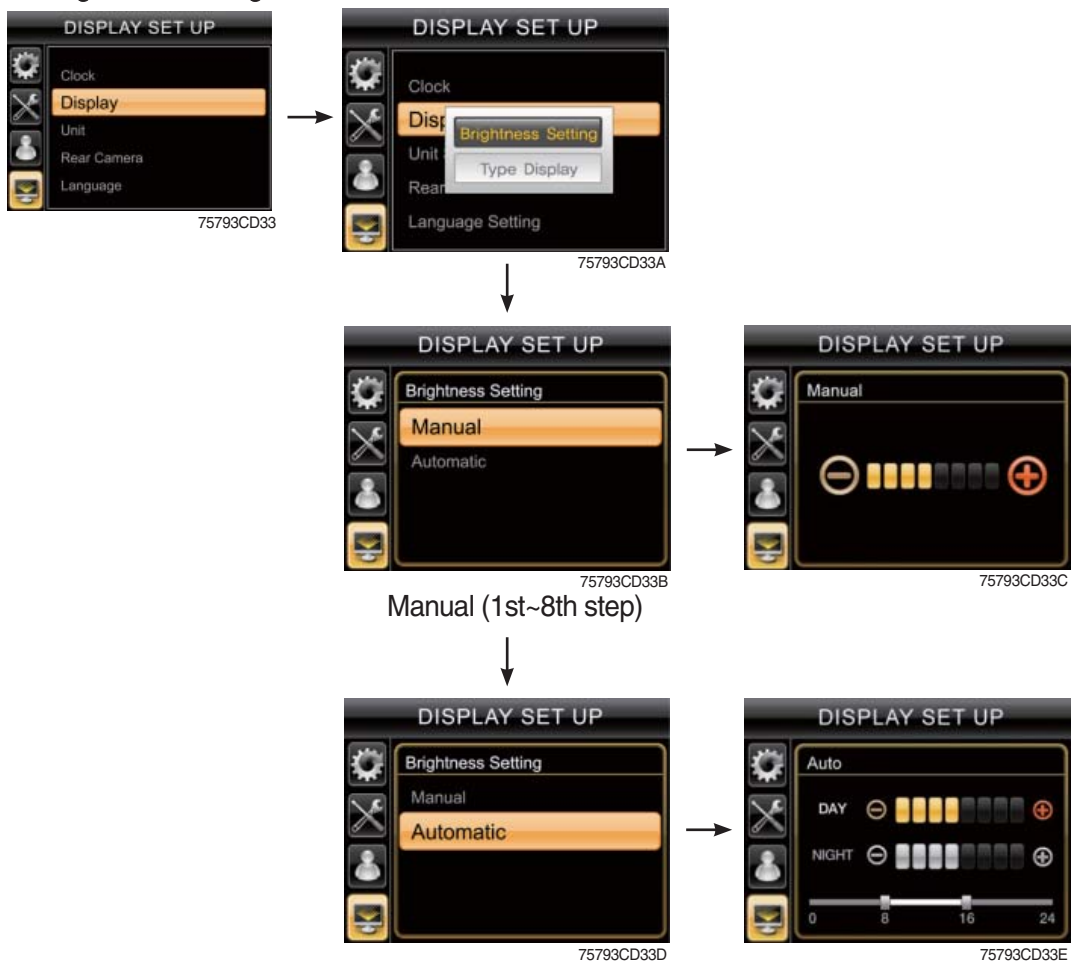 DISPLAY SET UP
Clock
Display
Unit
Rear Camera
Language
75793CD33
DISPLAY SET UP
Clock
Disp
Brightness Setting
Unit
Type Display
Rear
Language Setting
75793CD33A
DISPLAY SET UP
Brightness Setting
Manual
Automatic
75793CD33B
DISPLAY SET UP
Manual
75793CD33C
Manual (1st~8th step)
DISPLAY SET UP
Brightness Setting
Manual
Automatic
75793CD33D
DISPLAY SET UP
Auto
DAY
NIGHT
0 8 16 24
75793CD33E